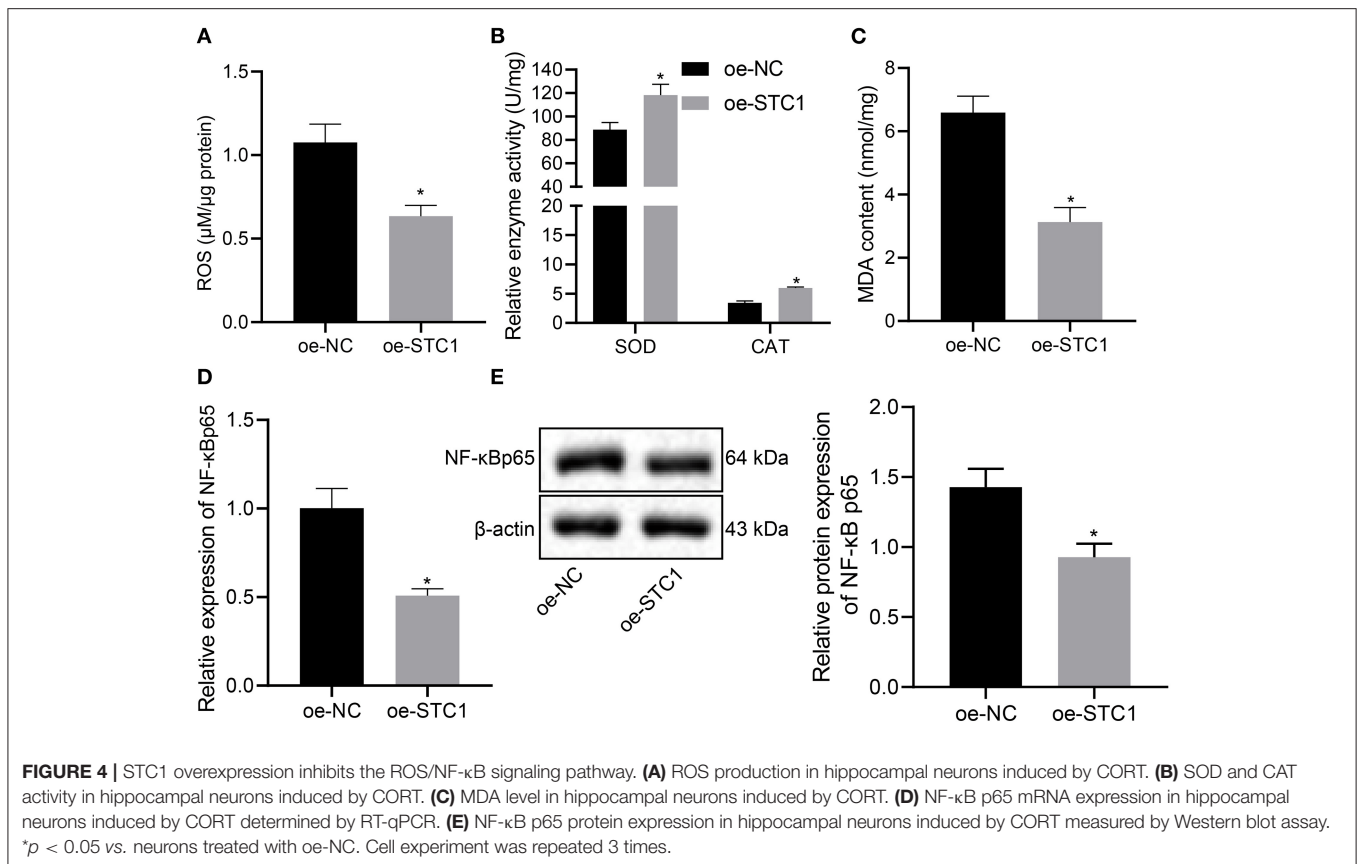 A
1.5
1.0
0.5
0.0
ROS (μM/μg protein)
oe-NC oe-STC1
B
140
120
100
80
60
40
20
15
10
5
0
Relative enzyme activity (U/mg)
*
*
SOD CAT
oe-NC
oe-STC1
C
8
6
4
2
0
MDA content (nmol/mg)
*
oe-NC oe-STC1
*
D
1.5
1.0
0.5
0.0
Relative expression of NF-κBp65
*
oe-NC oe-STC1
E
NF-κBp65 64 kDa
β-actin 43 kDa
oe-NC oe-STC1
2.0
1.5
1.0
0.5
0.0
Relative protein expression
of NF-κB p65
*
oe-NC oe-STC1
FIGURE 4 | STC1 overexpression inhibits the ROS/NF-κB signaling pathway. (A) ROS production in hippocampal neurons induced by CORT. (B) SOD and CAT
activity in hippocampal neurons induced by CORT. (C) MDA level in hippocampal neurons induced by CORT. (D) NF-κB p65 mRNA expression in hippocampal
neurons induced by CORT determined by RT-qPCR. (E) NF-κB p65 protein expression in hippocampal neurons induced by CORT measured by Western blot assay.
*p < 0.05 vs. neurons treated with oe-NC. Cell experiment was repeated 3 times.